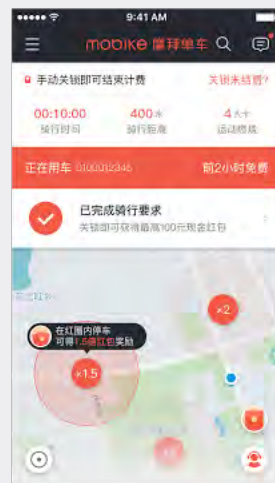 9:41 AM
mobike 摩拜单车
手动关锁即可结束计费 关锁未结费?
00:10:00 400米 4大卡
骑行时间 骑行距离 运动燃烧
正在用车 0100012345 前2小时免费
已完成骑行要求
关锁即可获得最高100元现金红包
×2
在红圈内停车
可得1.5倍红包奖励
×1.5